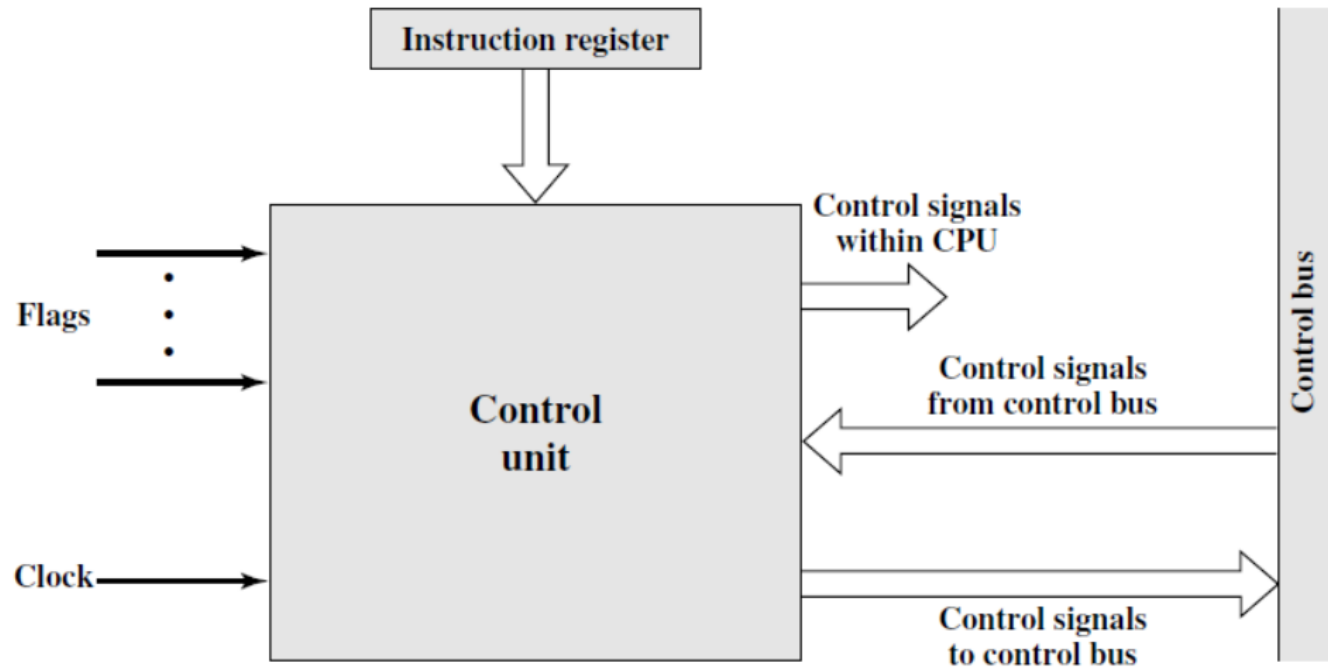 Instruction register
Control signals
within CPU
Flags
Control signals
from control bus
Control bus
Control
unit
Clock
Control signals
to control bus